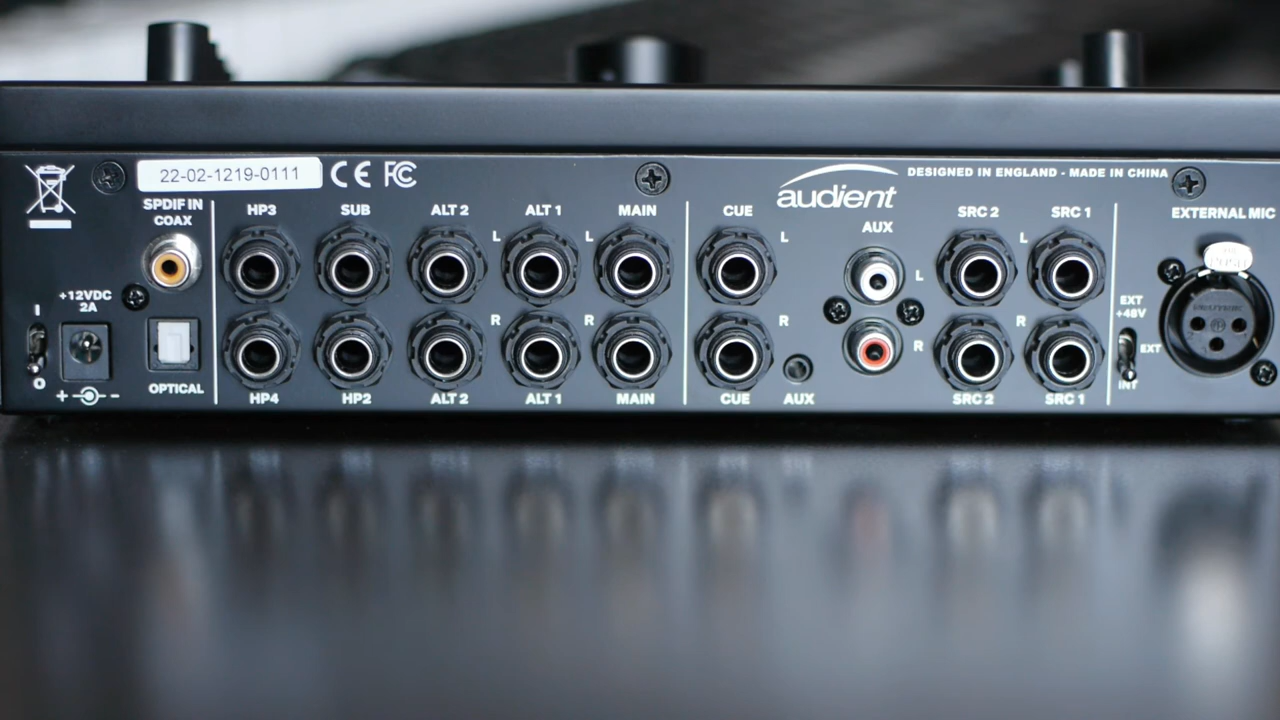 22-02-1219-0111
CE FC
audient
DESIGNED IN ENGLAND - MADE IN CHINA
SPDIF IN
COAX
HP3
SUB
ALT 2
ALT 1
MAIN
CUE
AUX
SRC 2
SRC 1
EXTERNAL MIC
L
L
L
L
L
PUSH
+12VDC
2A
I
O
+ -
OPTICAL
R
R
R
R
R
EXT
+48V
EXT
INT
HP4
HP2
ALT 2
ALT 1
MAIN
CUE
AUX
SRC 2
SRC 1